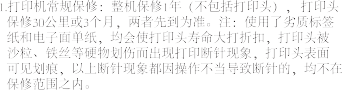 1.打印机常规保修：整机保修1年（不包括打印头），打印头
保修30公里或3个月，两者先到为准。注：使用了劣质标签
纸和电子面单纸，均会使打印头寿命大打折扣，打印头被
沙粒、铁丝等硬物划伤而出现打印断针现象，打印头表面
可见划痕，以上断针现象都因操作不当导致断针的，均不在
保修范围之内。